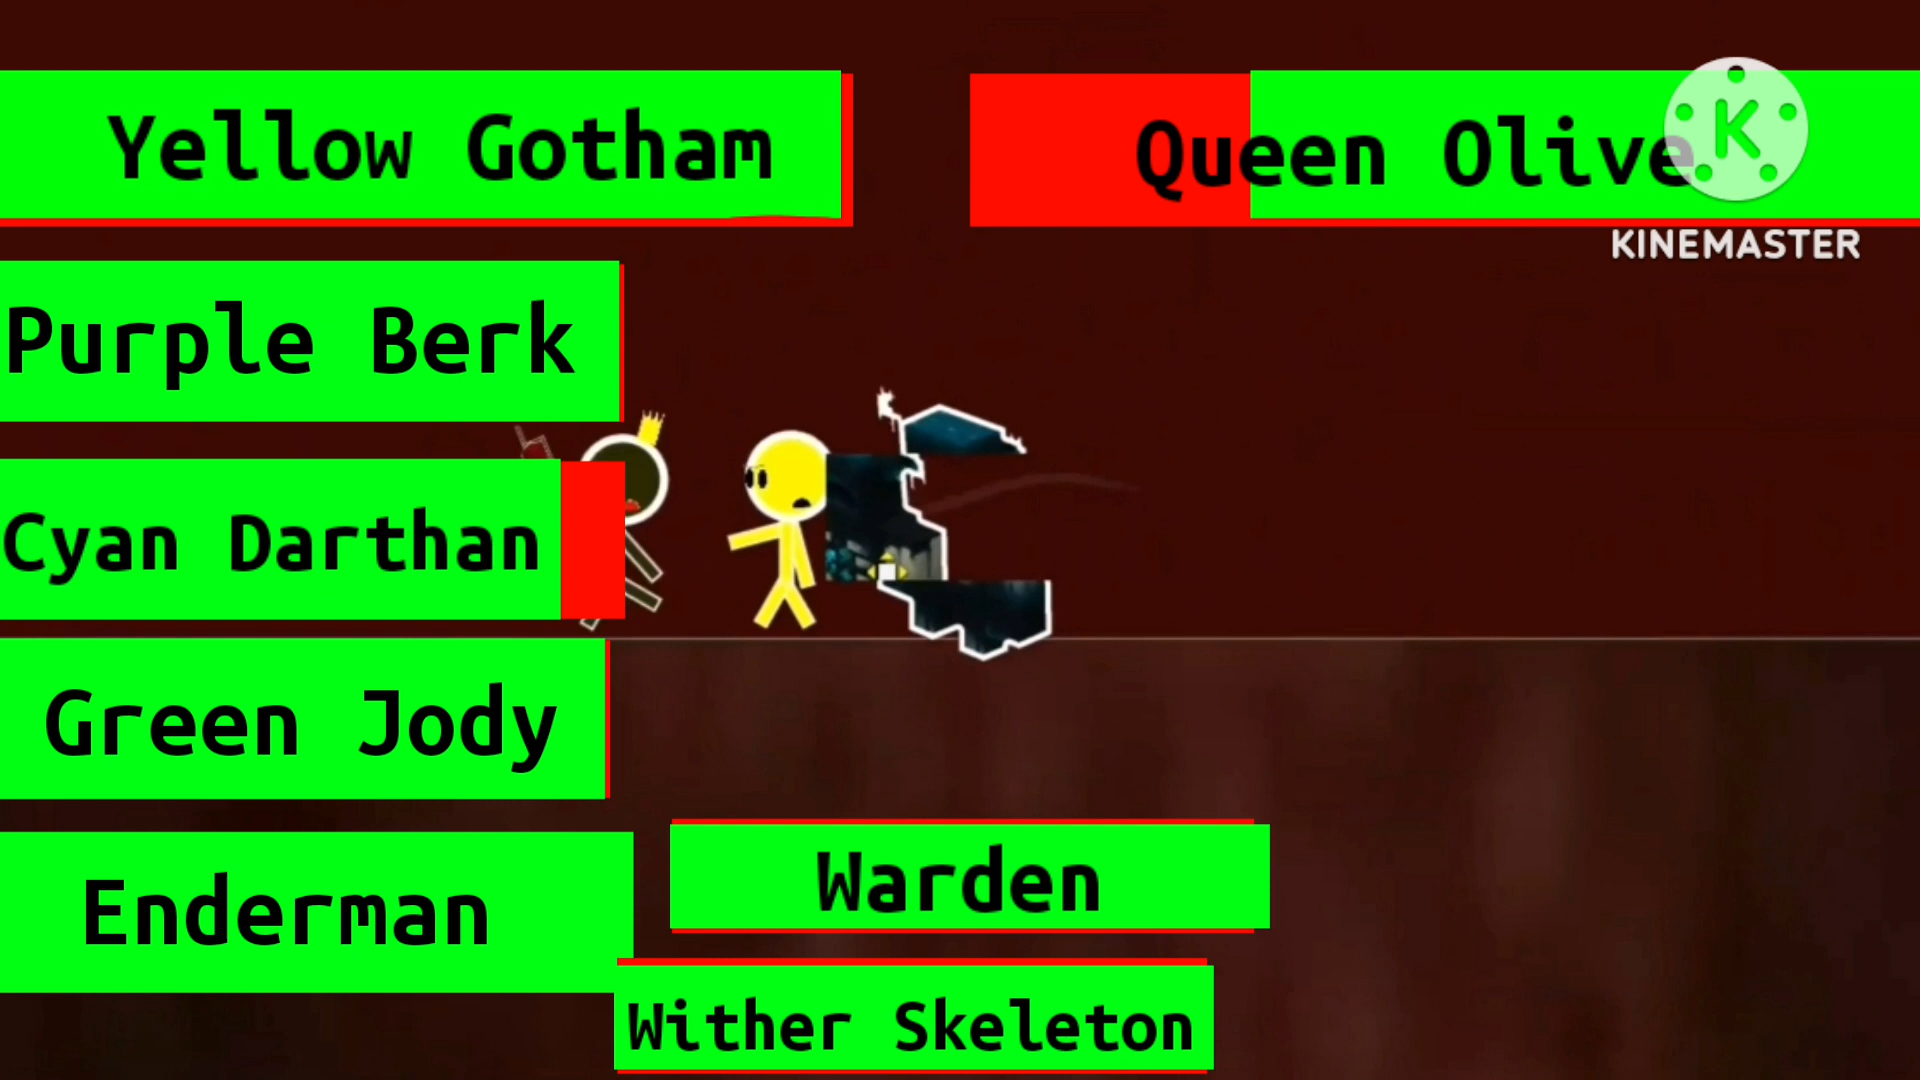 Yellow Gotham
Queen Olive
K
KINEMASTER
Purple Berk
Cyan Darthan
Green Jody
Enderman
Warden
Wither Skeleton